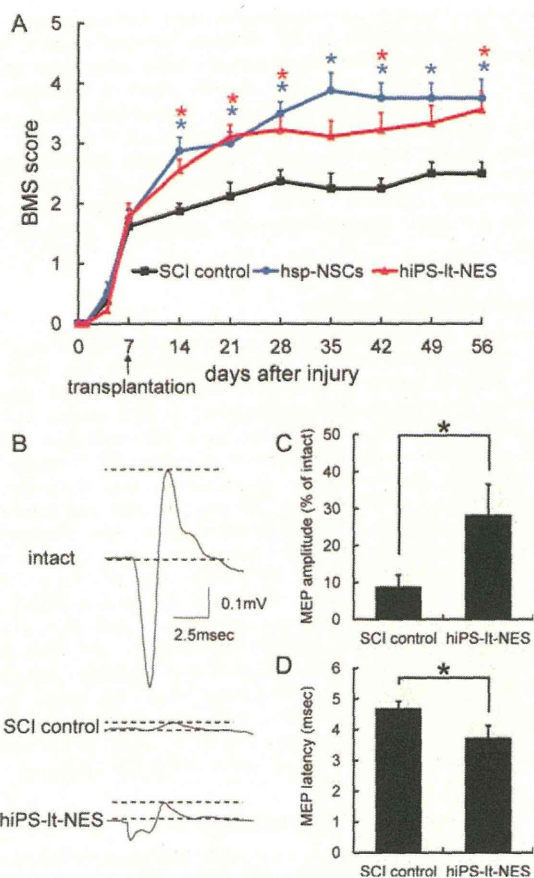 A
BMS score
5
4
3
2
1
0
* * * * *
* * * * * * *
SCI control hsp-NSCs hiPS-lt-NES
0 7 14 21 28 35 42 49 56
transplantation
days after injury
B
intact
0.1mV
2.5msec
SCI control
hiPS-lt-NES
C
MEP amplitude (% of intact)
50
40
30
20
10
0
*
SCI control hiPS-lt-NES
D
MEP latency (msec)
6
5
4
3
2
1
0
*
SCI control hiPS-lt-NES